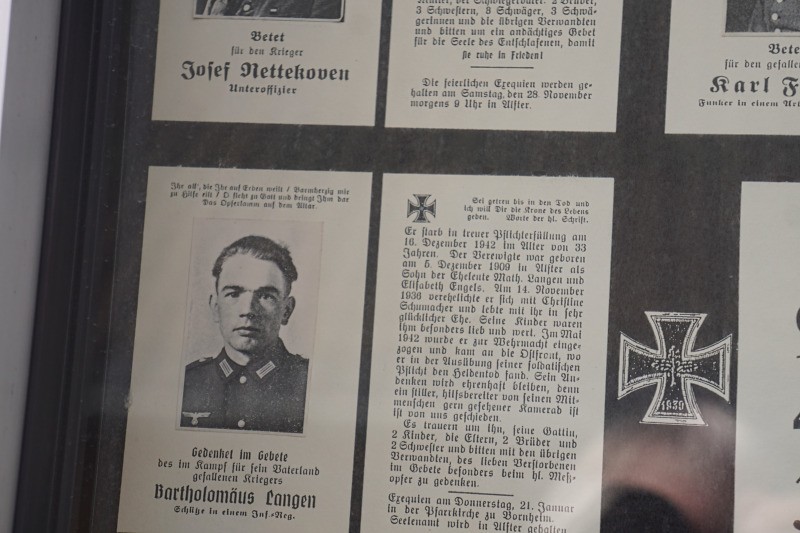 Betet
für den Krieger
Josef Nettekoven
Unteroffizier
3 Schwestern, 8 Schwäger, 3 Schwä-
gerinnen und die übrigen Verwandten
und bitten um ein andächtiges Gebet
für die Seele des Entschlafenen, damit
sie ruhe in Frieden!
Die feierlichen Exequien werden ge-
halten am Samstag, den 28. November
morgens 9 Uhr in Alfter.
Bete
für den gefalle
Karl F
Funker in einem Art
Ihr all', die Ihr auf Erden weilt / Barmherzig mir
zu Hilfe eilt / O fleht zu Gott und bringt Ihm dar
Das Opferlamm auf dem Altar.
Gedenket im Gebete
des im Kampf für sein Vaterland
gefallenen Kriegers
Bartholomäus Langen
Schütze in einem Inf.-Reg.
Sei getreu bis in den Tod und
ich will Dir die Krone des Lebens
geben. Worte der hl. Schrift.
Er starb in treuer Pflichterfüllung am
16. Dezember 1942 im Alter von 33
Jahren. Der Verewigte war geboren
am 5. Dezember 1909 in Alfter als
Sohn der Eheleute Math. Langen und
Elisabeth Engels. Am 14. November
1936 verehelichte er sich mit Christine
Schumacher und lebte mit ihr in sehr
glücklicher Ehe. Seine Kinder waren
ihm besonders lieb und wert. Im Mai
1942 wurde er zur Wehrmacht einge-
zogen und kam an die Ostfront, wo
er in der Ausübung seiner soldatischen
Pflicht den Heldentod fand. Sein An-
denken wird ehrenhaft bleiben, denn
ein stiller, hilfsbereiter von seinen Mit-
menschen gern gesehener Kamerad ist
ist von uns geschieden.
Es trauern um ihn, seine Gattin,
2 Kinder, die Eltern, 2 Brüder und
2 Schwester und bitten mit den übrigen
Verwandten, des lieben Verstorbenen
im Gebete besonders beim hl. Meß-
opfer zu gedenken.
Exequien am Donnerstag, 21. Januar
in der Pfarrkirche zu Bornheim.
Seelenamt wird in Alfter gehalten
1939